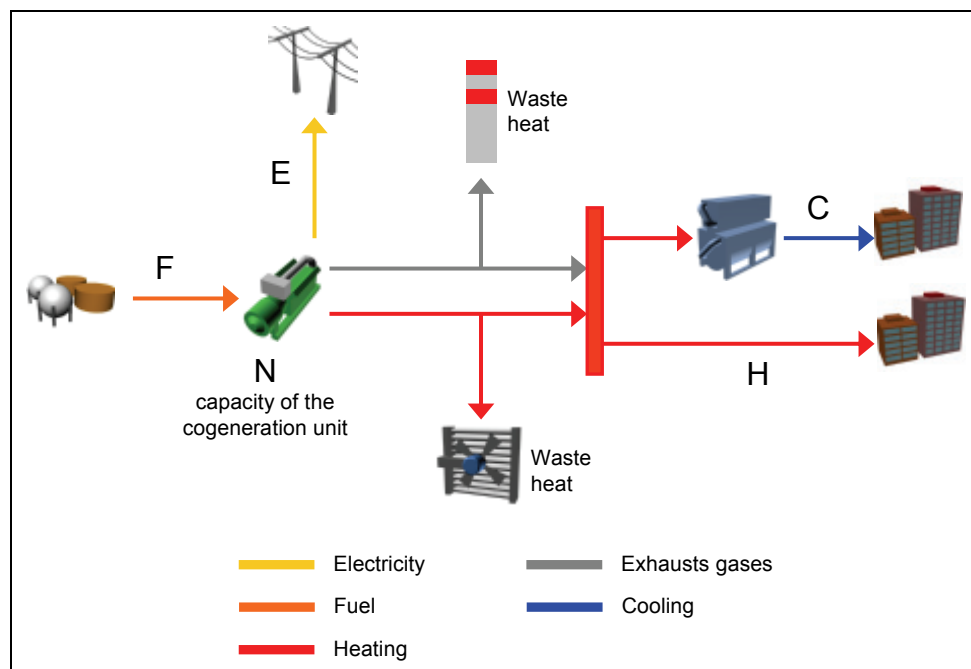 Waste
heat
E
C
F
H
N
capacity of the
cogeneration unit
Waste
heat
Electricity
Exhausts gases
Fuel
Cooling
Heating